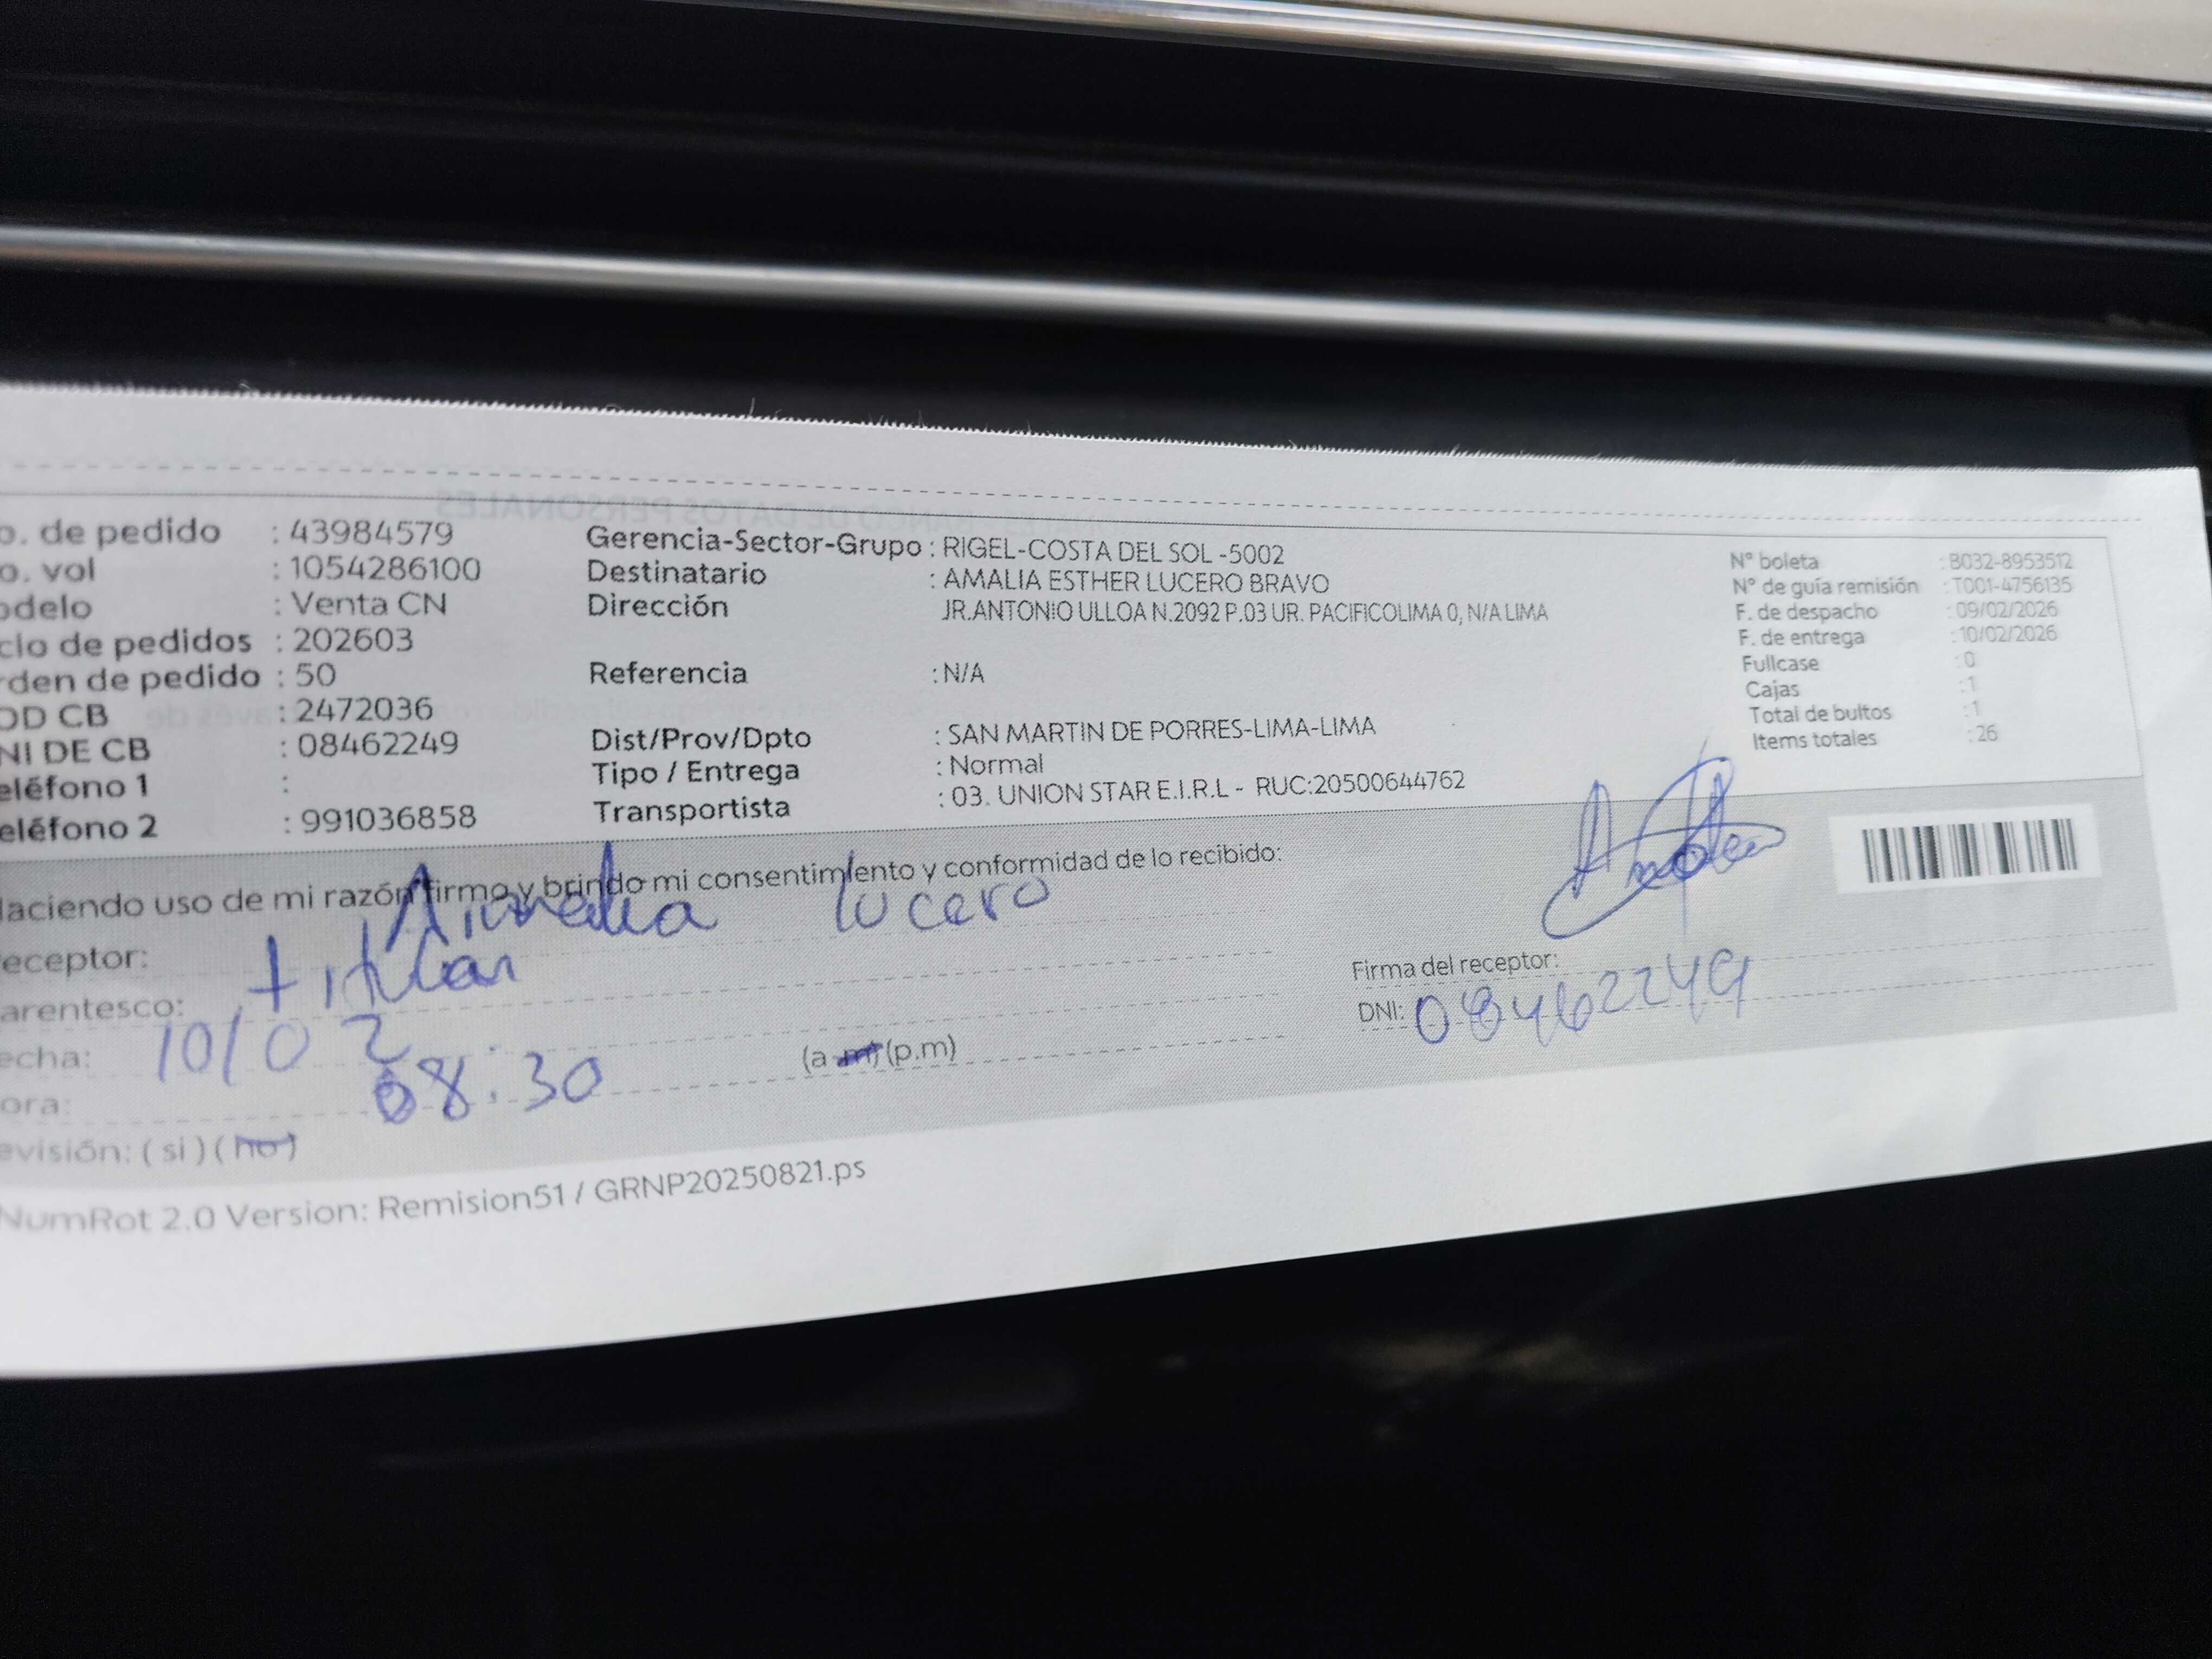 o. de pedido : 43984579
o. vol : 1054286100
odelo : Venta CN
clo de pedidos : 202603
rden de pedido : 50
OD CB : 2472036
NI DE CB : 08462249
eléfono 1 :
eléfono 2 : 991036858
Gerencia-Sector-Grupo : RIGEL-COSTA DEL SOL -5002
Destinatario : AMALIA ESTHER LUCERO BRAVO
Dirección JR.ANTONIO ULLOA N.2092 P.03 UR. PACIFICOLIMA 0, N/A LIMA
Referencia : N/A
Dist/Prov/Dpto : SAN MARTIN DE PORRES-LIMA-LIMA
Tipo / Entrega : Normal
Transportista : 03. UNION STAR E.I.R.L - RUC:20500644762
N° boleta : B032-8953512
N° de guía remisión : T001-4756135
F. de despacho : 09/02/2026
F. de entrega : 10/02/2026
Fullcase : 0
Cajas : 1
Total de bultos : 1
Items totales : 26
Haciendo uso de mi razón firmo y brindo mi consentimiento y conformidad de lo recibido:
eceptor: Amalia lucero
arentesco: titular
echa: 10/02
ora: 08:30 (a.m) (p.m)
evisión: ( si ) ( no )
Firma del receptor:
DNI: 08462249
NumRot 2.0 Version: Remision51 / GRNP20250821.ps